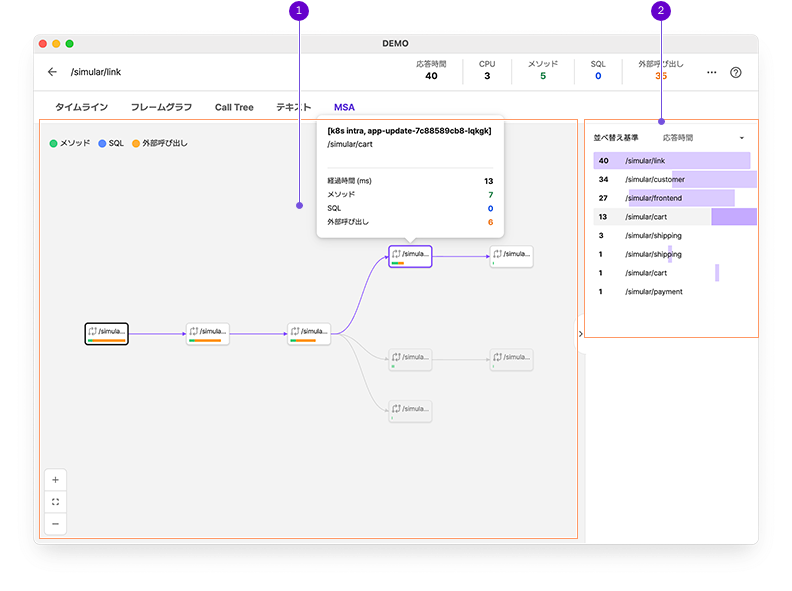 1
2
DEMO
/simular/link
応答時間
40
CPU
3
メソッド
5
SQL
0
外部呼び出し
35
タイムライン
フレームグラフ
Call Tree
テキスト
MSA
メソッド
SQL
外部呼び出し
[k8s intra, app-update-7c88589cb8-lqkgk]
/simular/cart
経過時間 (ms) 13
メソッド 7
SQL 0
外部呼び出し 6
/simula...
/simula...
/simula...
/simula...
/simula...
/simula...
/simula...
/simula...
並べ替え基準 応答時間
40 /simular/link
34 /simular/customer
27 /simular/frontend
13 /simular/cart
3 /simular/shipping
1 /simular/shipping
1 /simular/cart
1 /simular/payment